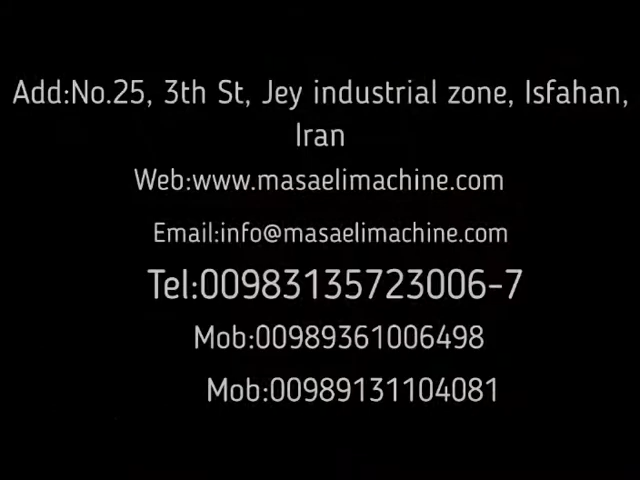 Add:No.25, 3th St, Jey industrial zone, Isfahan,
Iran
Web:www.masaelimachine.com
Email:info@masaelimachine.com
Tel:00983135723006-7
Mob:00989361006498
Mob:00989131104081